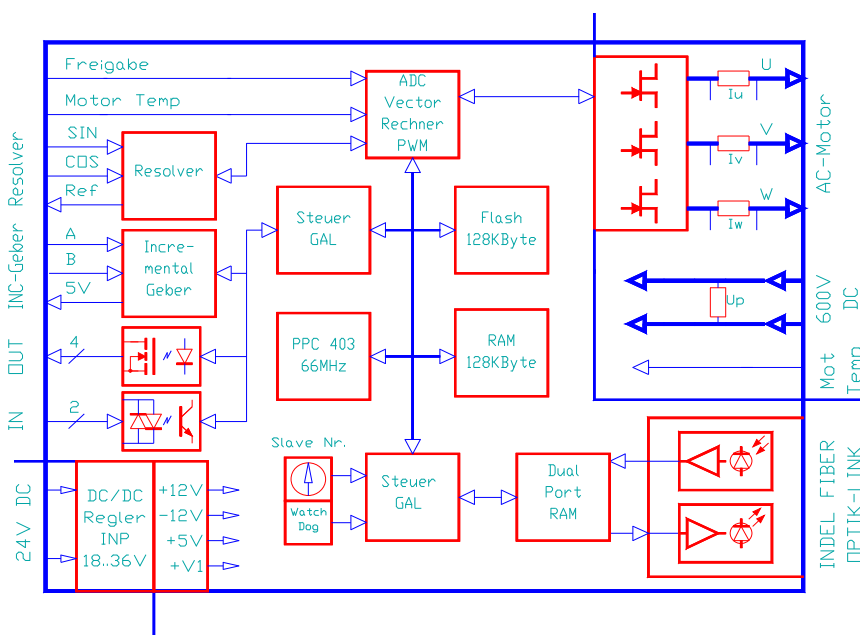 Freigabe
Motor Temp
SIN
COS
Ref
Resolver
Resolver
A
B
5V
INC-Geber
Incre-
mental
Geber
4
OUT
2
IN
24V DC
DC/DC
Regler
INP
18..36V
+12V
-12V
+5V
+V1
ADC
Vector
Rechner
PWM
Steuer
GAL
Flash
128KByte
PPC 403
66MHz
RAM
128KByte
Slave Nr.
Watch
Dog
Steuer
GAL
Dual
Port
RAM
U
Iu
V
Iv
W
Iw
AC-Motor
Up
600V
DC
Mot
Temp
INDEL FIBER
OPTIK-LINK